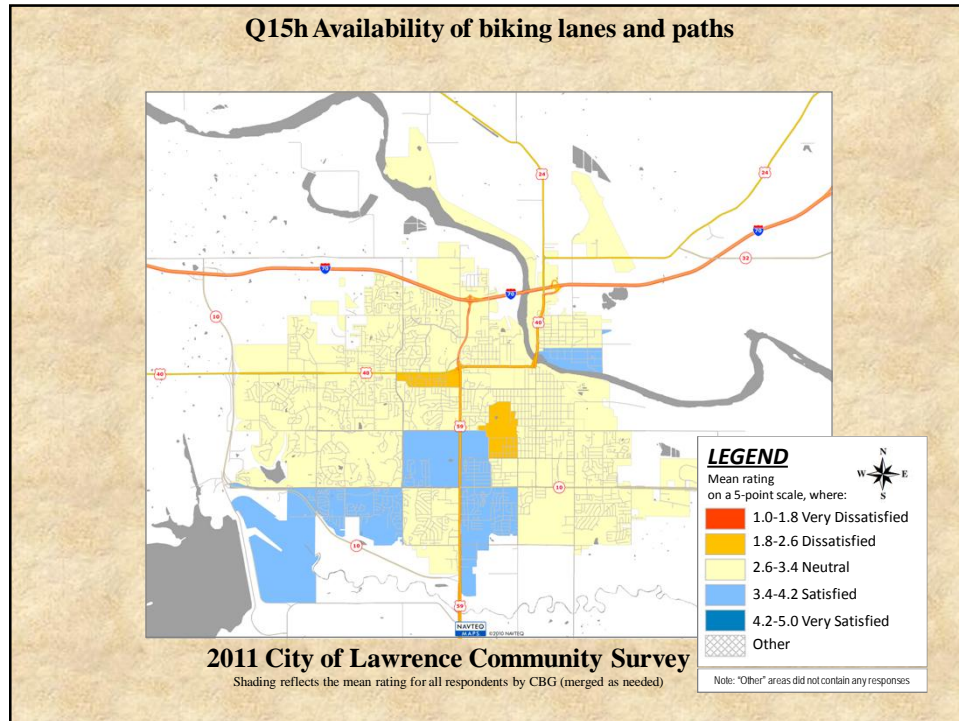 Q15h Availability of biking lanes and paths
24
24
70
32
70
70
10
40
40
40
59
10
10
59
NAVTEQ
MAPS
©2010 NAVTEQ
LEGEND
N
W E
S
Mean rating
on a 5-point scale, where:
1.0-1.8 Very Dissatisfied
1.8-2.6 Dissatisfied
2.6-3.4 Neutral
3.4-4.2 Satisfied
4.2-5.0 Very Satisfied
Other
2011 City of Lawrence Community Survey
Shading reflects the mean rating for all respondents by CBG (merged as needed)
Note: "Other" areas did not contain any responses